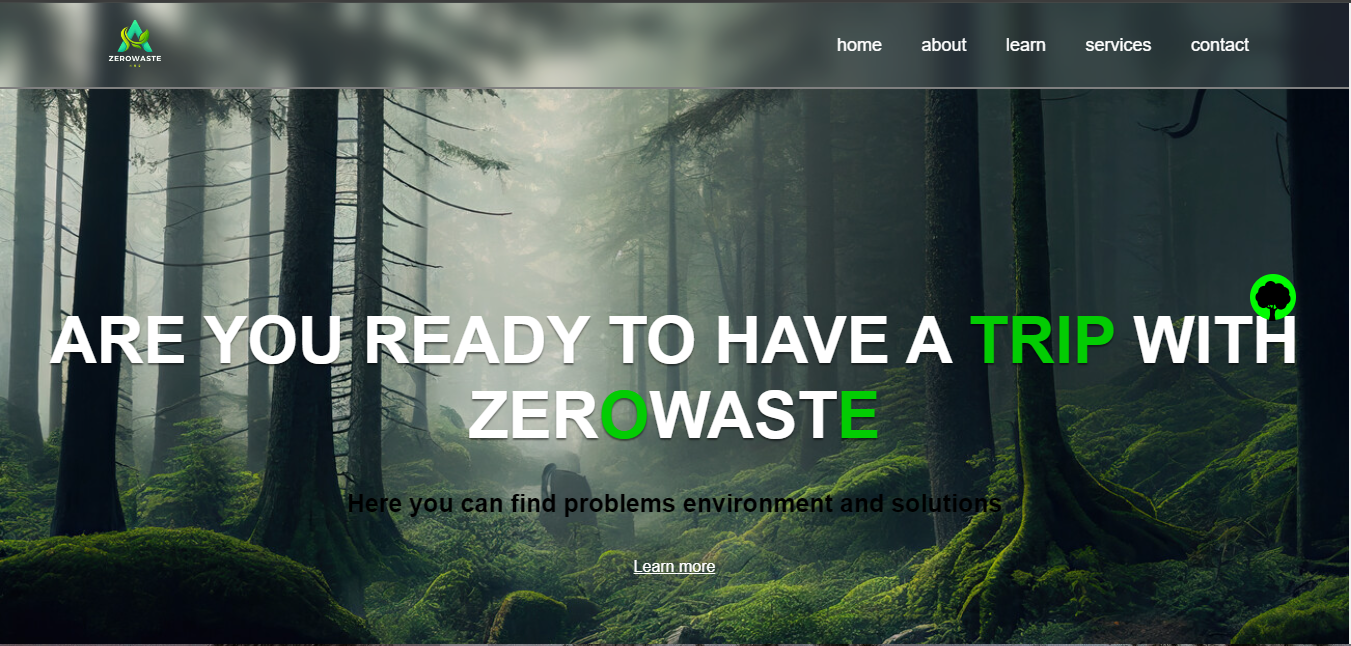 ZEROWASTE
home about learn services contact
ARE YOU READY TO HAVE A TRIP WITH
ZEROWASTE
Here you can find problems environment and solutions
Learn more